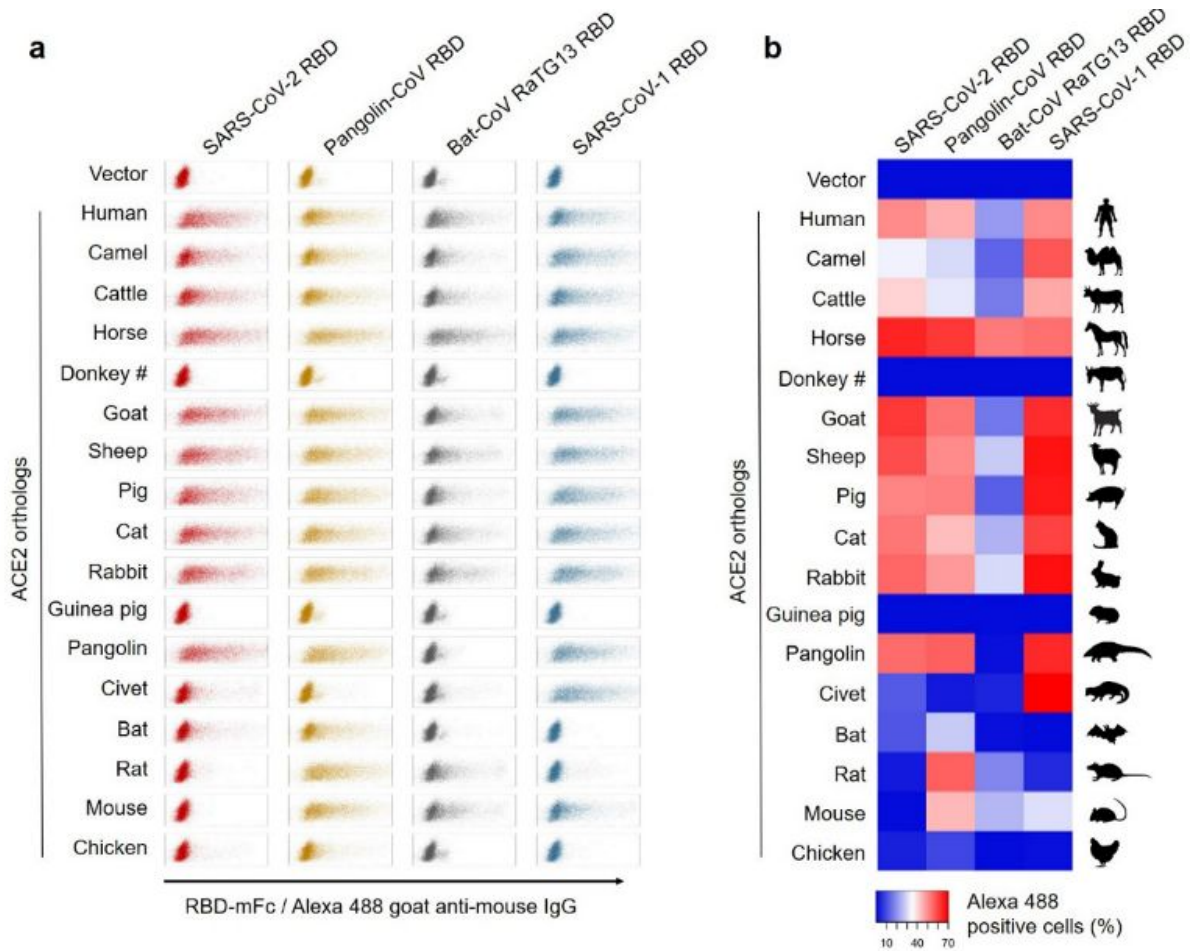 a
SARS-CoV-2 RBD
Pangolin-CoV RBD
Bat-CoV RaTG13 RBD
SARS-CoV-1 RBD
Vector
Human
Camel
Cattle
Horse
Donkey #
Goat
Sheep
Pig
Cat
Rabbit
Guinea pig
Pangolin
Civet
Bat
Rat
Mouse
Chicken
ACE2 orthologs
RBD-mFc / Alexa 488 goat anti-mouse IgG
b
SARS-CoV-2 RBD
Pangolin-CoV RBD
Bat-CoV RaTG13 RBD
SARS-CoV-1 RBD
Vector
Human
Camel
Cattle
Horse
Donkey #
Goat
Sheep
Pig
Cat
Rabbit
Guinea pig
Pangolin
Civet
Bat
Rat
Mouse
Chicken
ACE2 orthologs
10 40 70
Alexa 488
positive cells (%)